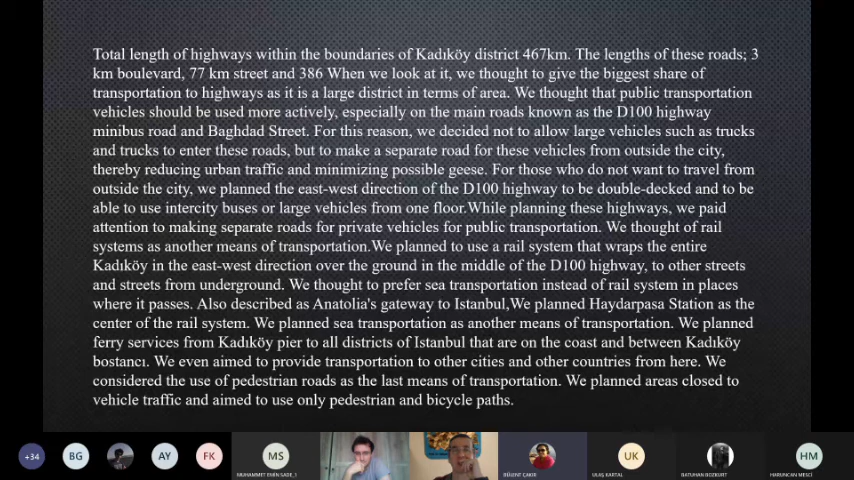 Total length of highways within the boundaries of Kadıköy district 467km. The lengths of these roads; 3
km boulevard, 77 km street and 386 When we look at it, we thought to give the biggest share of
transportation to highways as it is a large district in terms of area. We thought that public transportation
vehicles should be used more actively, especially on the main roads known as the D100 highway
minibus road and Baghdad Street. For this reason, we decided not to allow large vehicles such as trucks
and trucks to enter these roads, but to make a separate road for these vehicles from outside the city,
thereby reducing urban traffic and minimizing possible geese. For those who do not want to travel from
outside the city, we planned the east-west direction of the D100 highway to be double-decked and to be
able to use intercity buses or large vehicles from one floor.While planning these highways, we paid
attention to making separate roads for private vehicles for public transportation. We thought of rail
systems as another means of transportation.We planned to use a rail system that wraps the entire
Kadıköy in the east-west direction over the ground in the middle of the D100 highway, to other streets
and streets from underground. We thought to prefer sea transportation instead of rail system in places
where it passes. Also described as Anatolia's gateway to Istanbul,We planned Haydarpasa Station as the
center of the rail system. We planned sea transportation as another means of transportation. We planned
ferry services from Kadıköy pier to all districts of Istanbul that are on the coast and between Kadıköy
bostancı. We even aimed to provide transportation to other cities and other countries from here. We
considered the use of pedestrian roads as the last means of transportation. We planned areas closed to
vehicle traffic and aimed to use only pedestrian and bicycle paths.
+34 BG AY FK MS UK HM
MUHAMMET EMİN SADE_1 BÜLENT ÇAKIR ULAŞ KARTAL BATUHAN BOZKURT HARUNCAN MESCİ